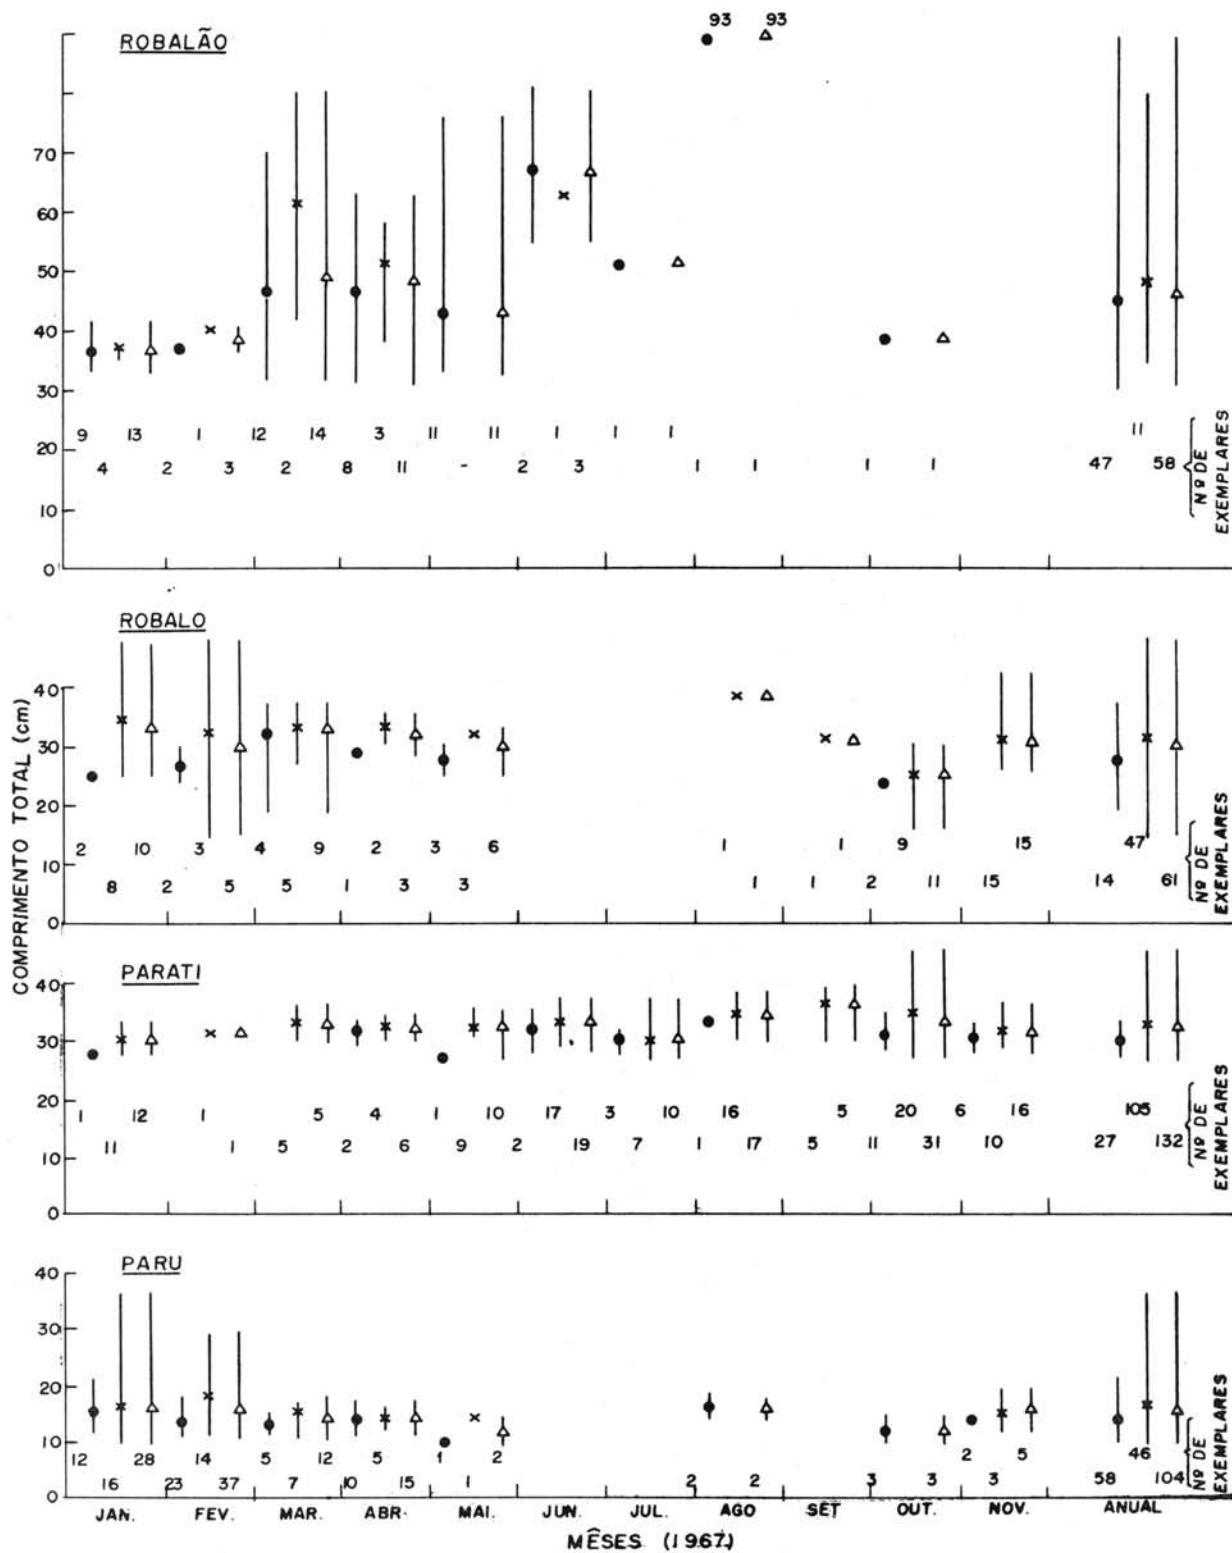 93 93
ROBALÃO
70
60
50
40
30
9 13 1 12 14 3 11 11 1 1 1 11
20
4 2 3 2 8 11 - 2 3 1 1 1 1 47 58
10
0
Nº DE EXEMPLARES
ROBALO
40
30
20
2 10 3 4 9 2 3 6 1 1 9 15 47
10
8 2 5 5 1 3 3 1 1 2 11 15 14 61
0
Nº DE EXEMPLARES
COMPRIMENTO TOTAL (cm)
PARATI
40
30
20
1 12 1 5 4 1 10 17 3 10 16 5 20 6 16 105
11 1 5 2 6 9 2 19 7 1 17 5 11 31 10 27 132
10
0
Nº DE EXEMPLARES
PARU
40
30
20
10
12 28 14 5 12 5 1 2 2 5 46
16 23 37 7 10 15 1 2 2 3 3 3 58 104
0
Nº DE EXEMPLARES
JAN. FEV. MAR. ABR. MAI. JUN. JUL. AGO SET OUT. NOV. ANUAL
MÊSES (1967)